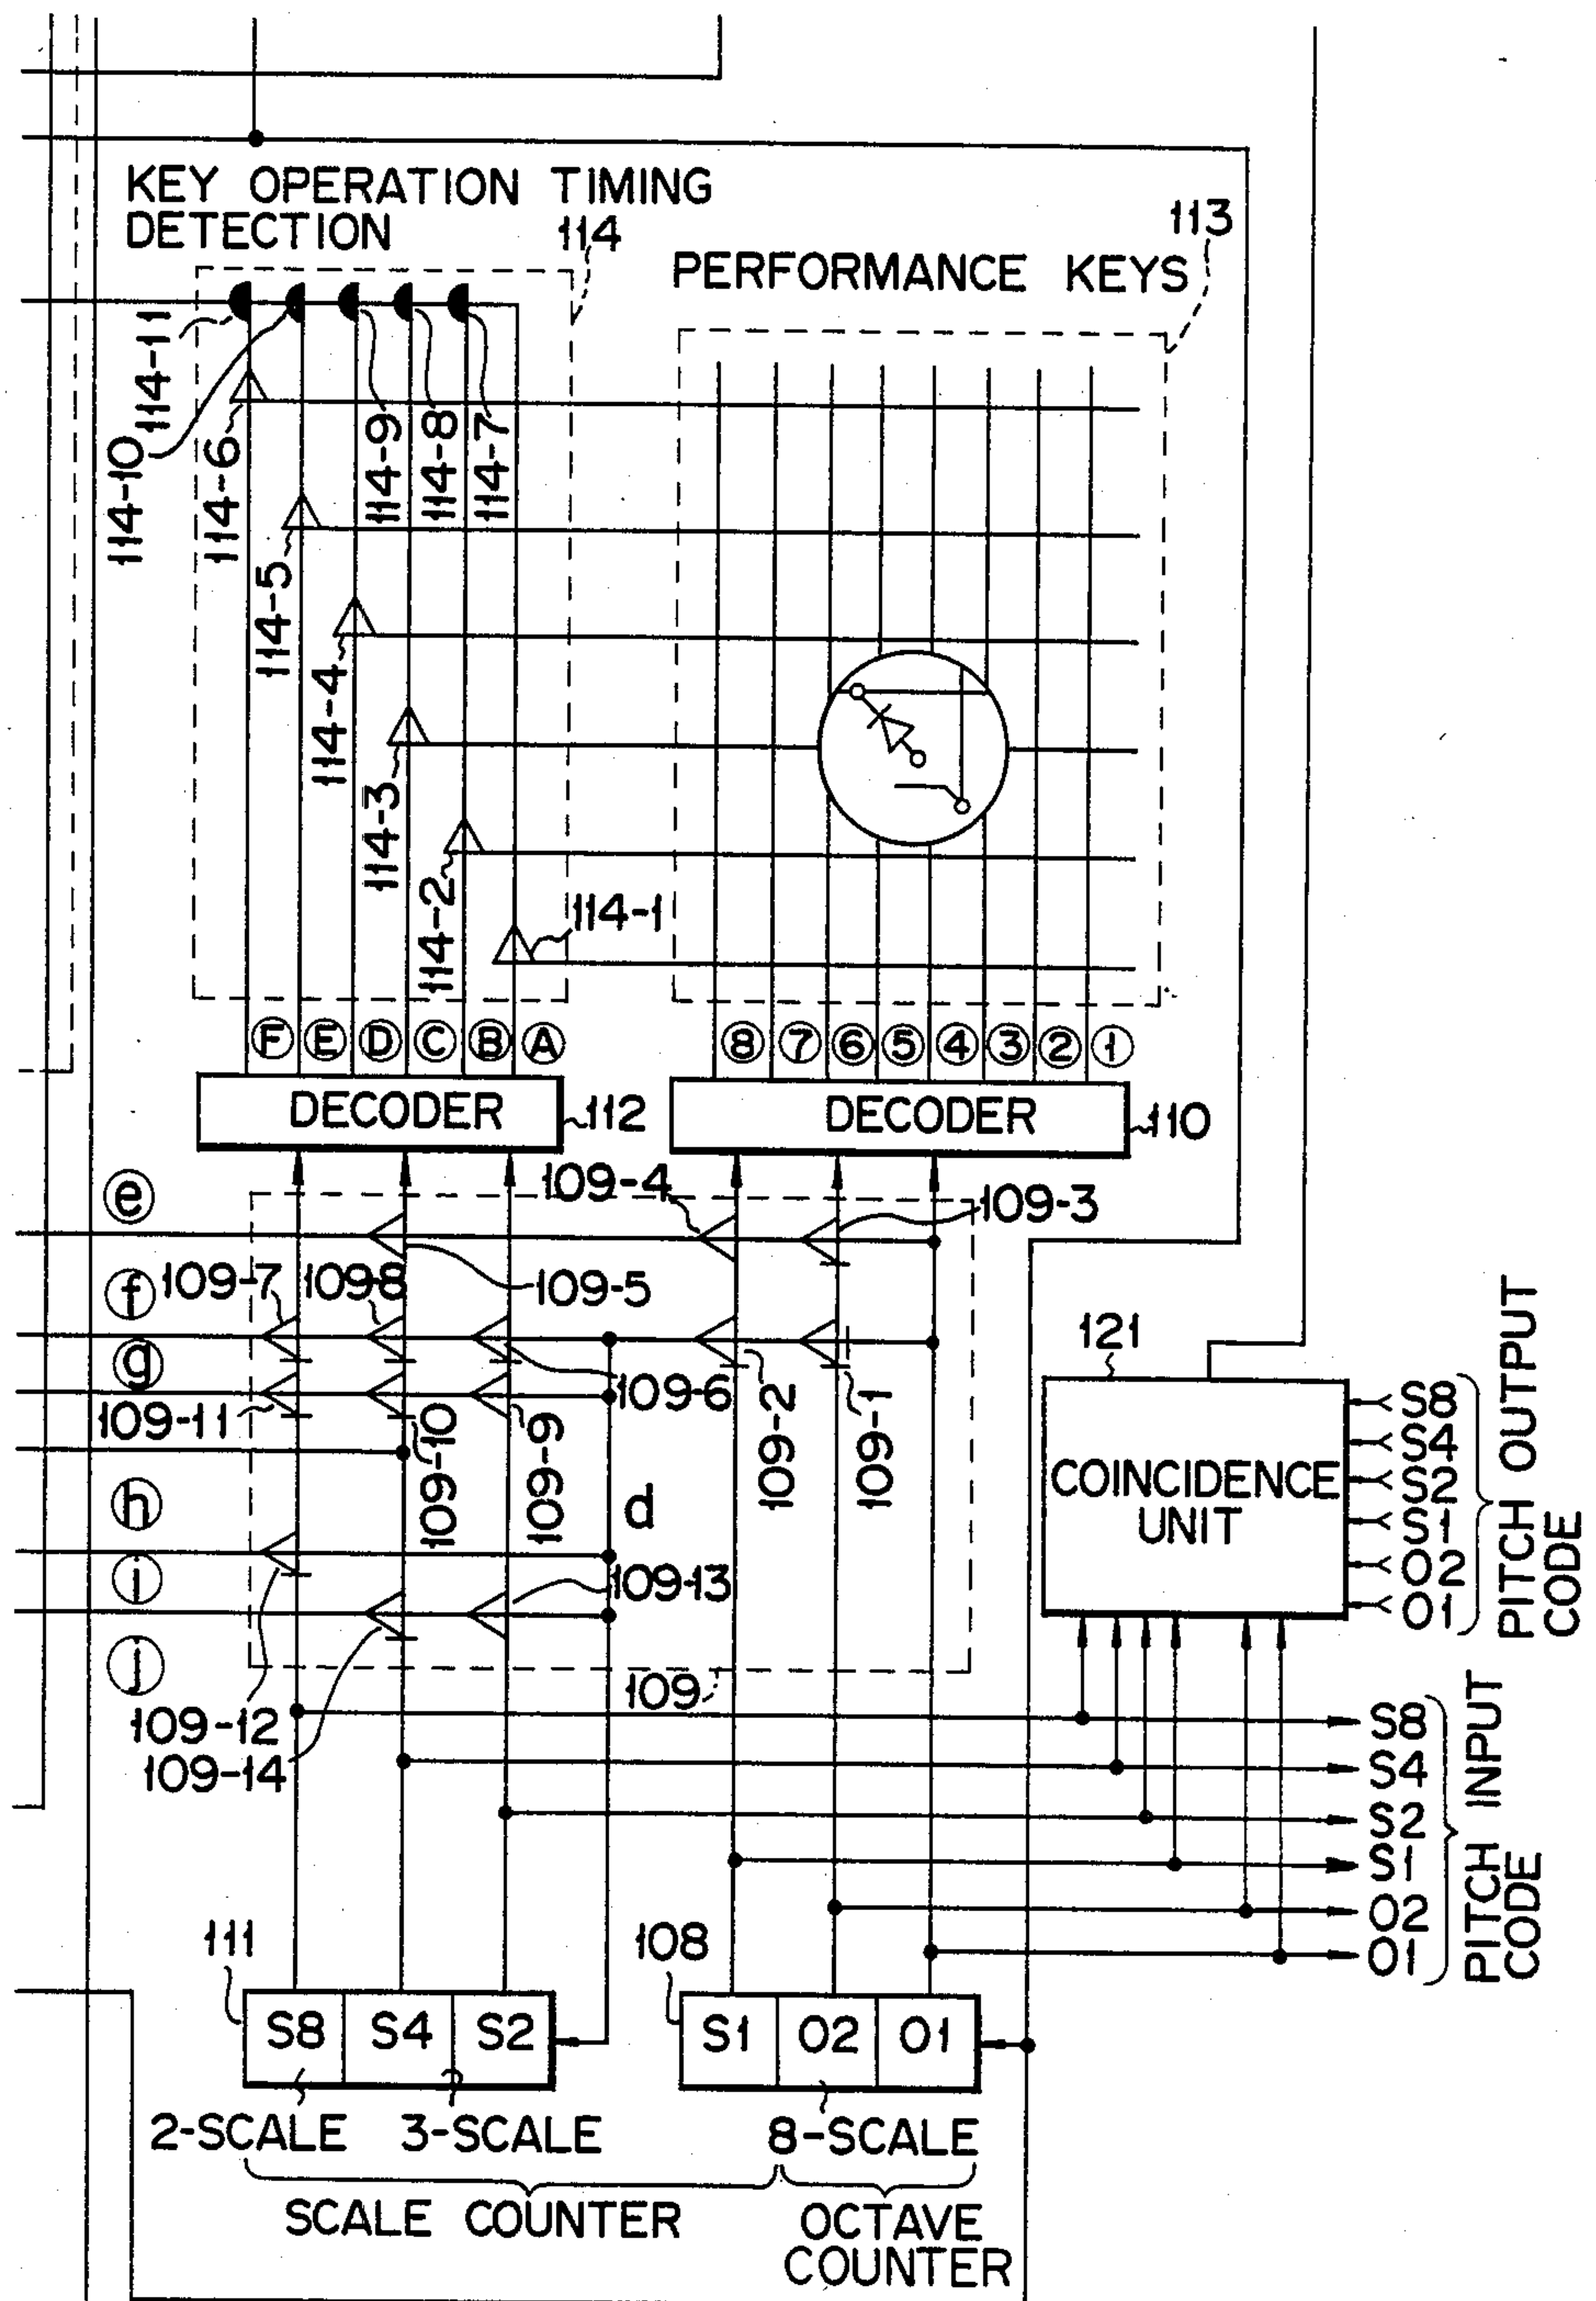 KEY OPERATION TIMING
DETECTION
114
113
PERFORMANCE KEYS
114-11
114-10
114-6
114-9
114-8
114-7
114-5
114-4
114-3
114-2
114-1
F E D C B A
8 7 6 5 4 3 2 1
DECODER
112
DECODER
110
e
109-4
109-3
f
109-7
109-8
109-5
g
109-6
109-11
109-10
109-9
109-2
109-1
121
COINCIDENCE
UNIT
S8
S4
S2
S1
O2
O1
PITCH OUTPUT
CODE
h
d
i
109-13
j
109
109-12
109-14
S8
S4
S2
S1
O2
O1
PITCH INPUT
CODE
111
108
S8 S4 S2
S1 O2 O1
2-SCALE
3-SCALE
8-SCALE
SCALE COUNTER
OCTAVE
COUNTER